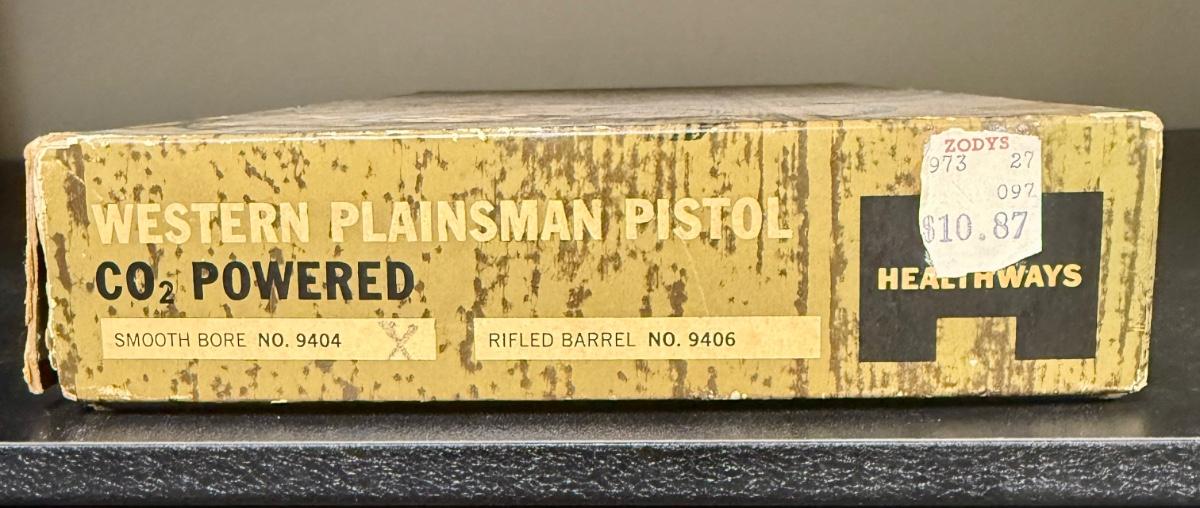 WESTERN PLAINSMAN PISTOL
CO₂ POWERED
SMOOTH BORE NO. 9404 X
RIFLED BARREL NO. 9406
ZODYS
973 27
097
$10.87
HEALTHWAYS